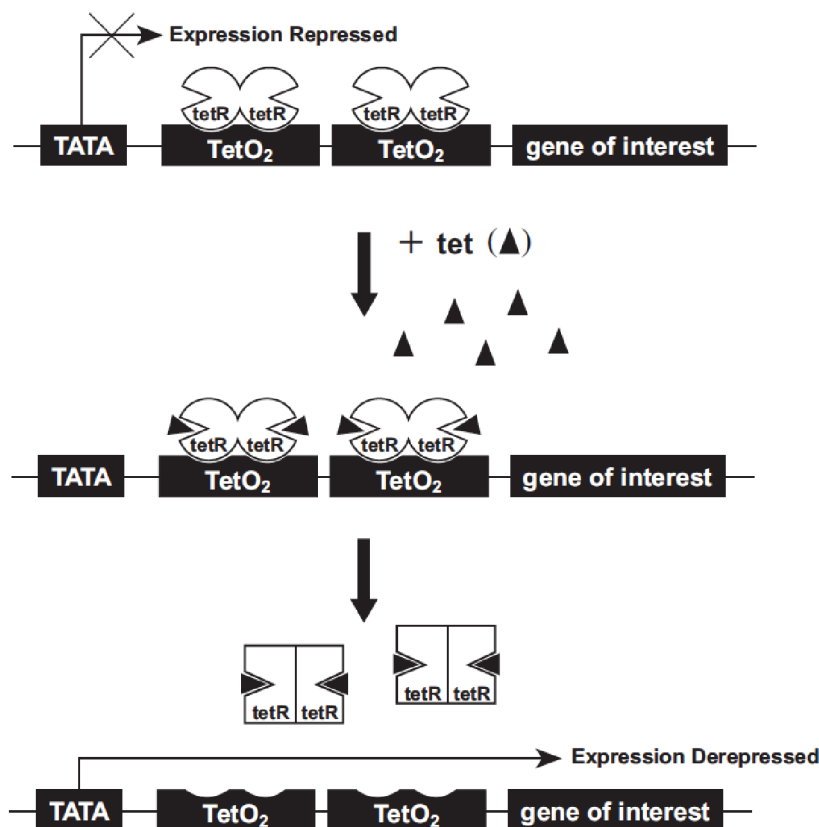 Expression Repressed
tetR tetR tetR tetR
TATA TetO₂ TetO₂ gene of interest
+ tet (▲)
tetR tetR tetR tetR
TATA TetO₂ TetO₂ gene of interest
tetR tetR tetR tetR
Expression Derepressed
TATA TetO₂ TetO₂ gene of interest